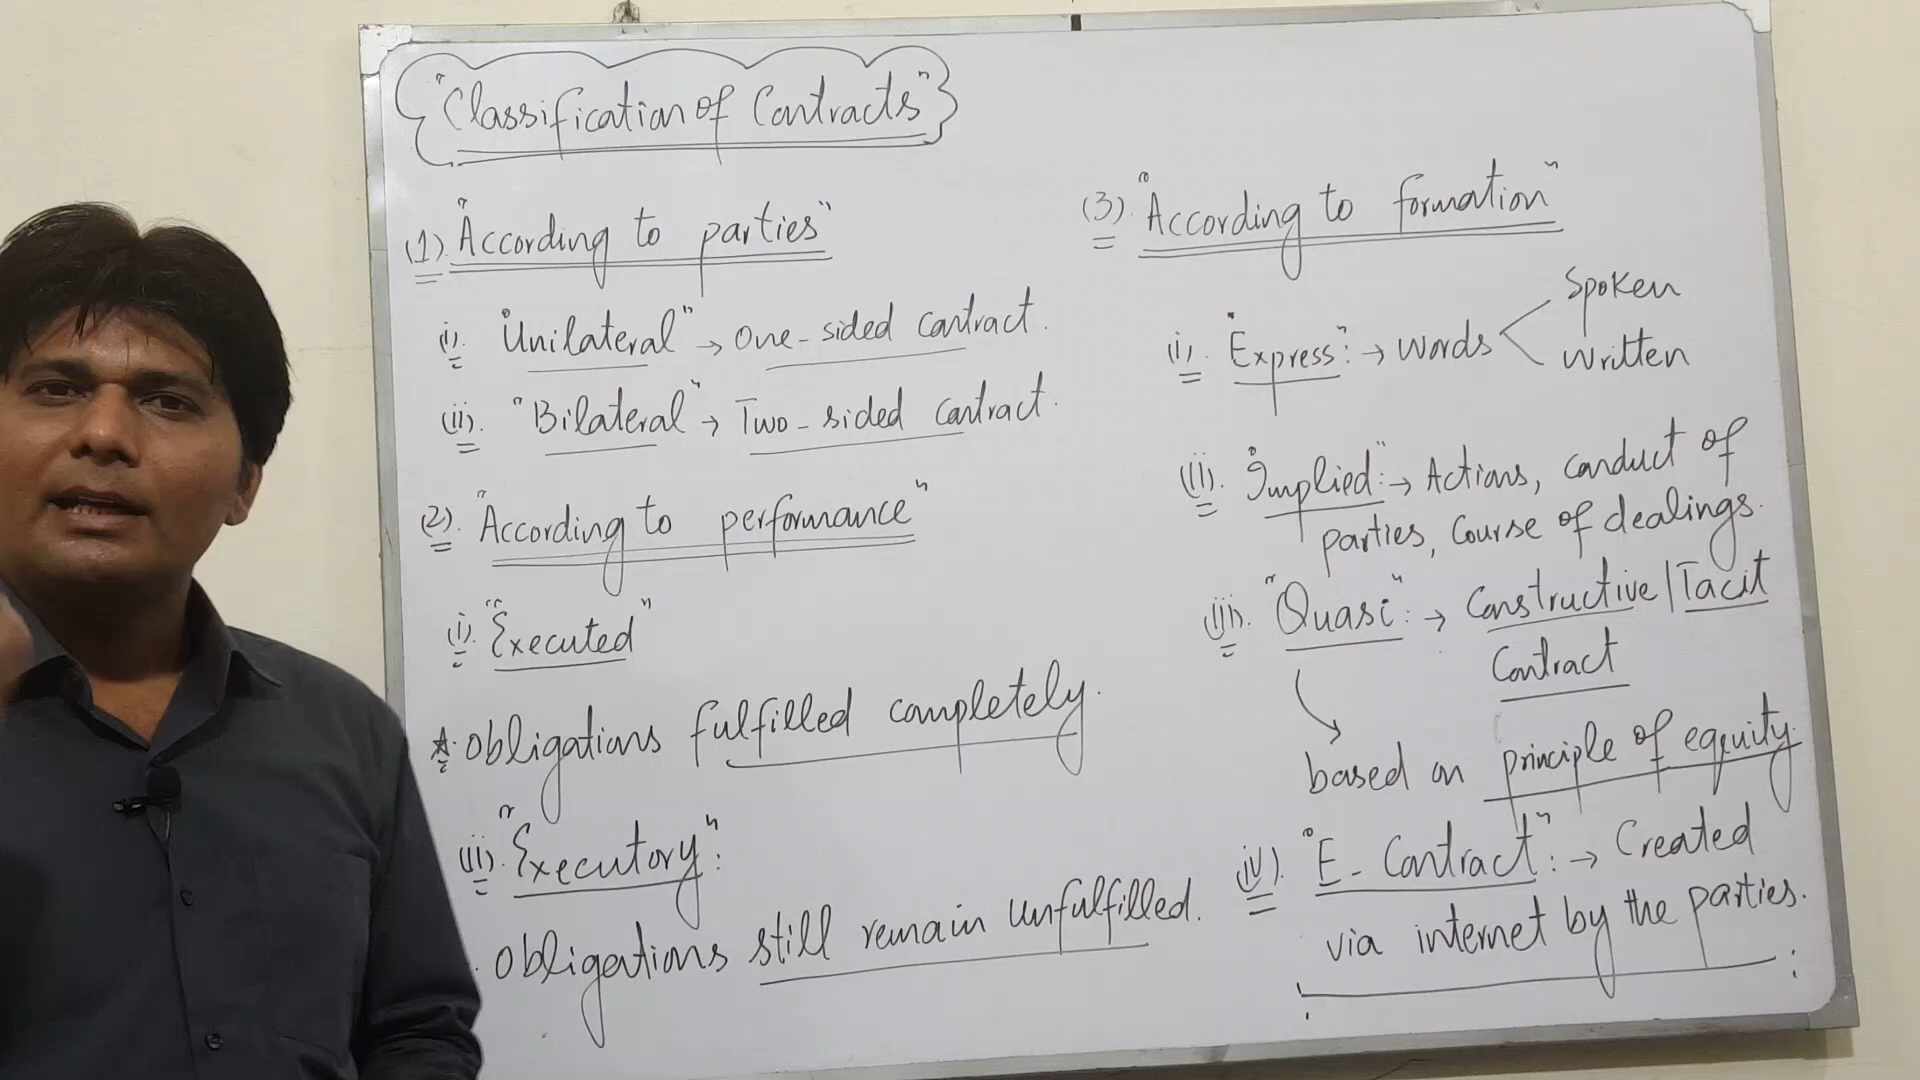 "Classification of Contracts"
(1). "According to parties"
(i). "Unilateral" → One-sided contract.
(ii). "Bilateral" → Two-sided contract.
(2). "According to performance"
(i). "Executed"
☆. Obligations fulfilled completely.
(ii). "Executory":
. Obligations still remain unfulfilled.
(3). "According to formation"
(i). "Express": → Words < Spoken
Written
(ii). "Implied": → Actions, conduct of
parties, Course of dealings.
(iii). "Quasi": → Constructive/Tacit
Contract
based on principle of equity.
(iv). "E-Contract": → Created
via internet by the parties.